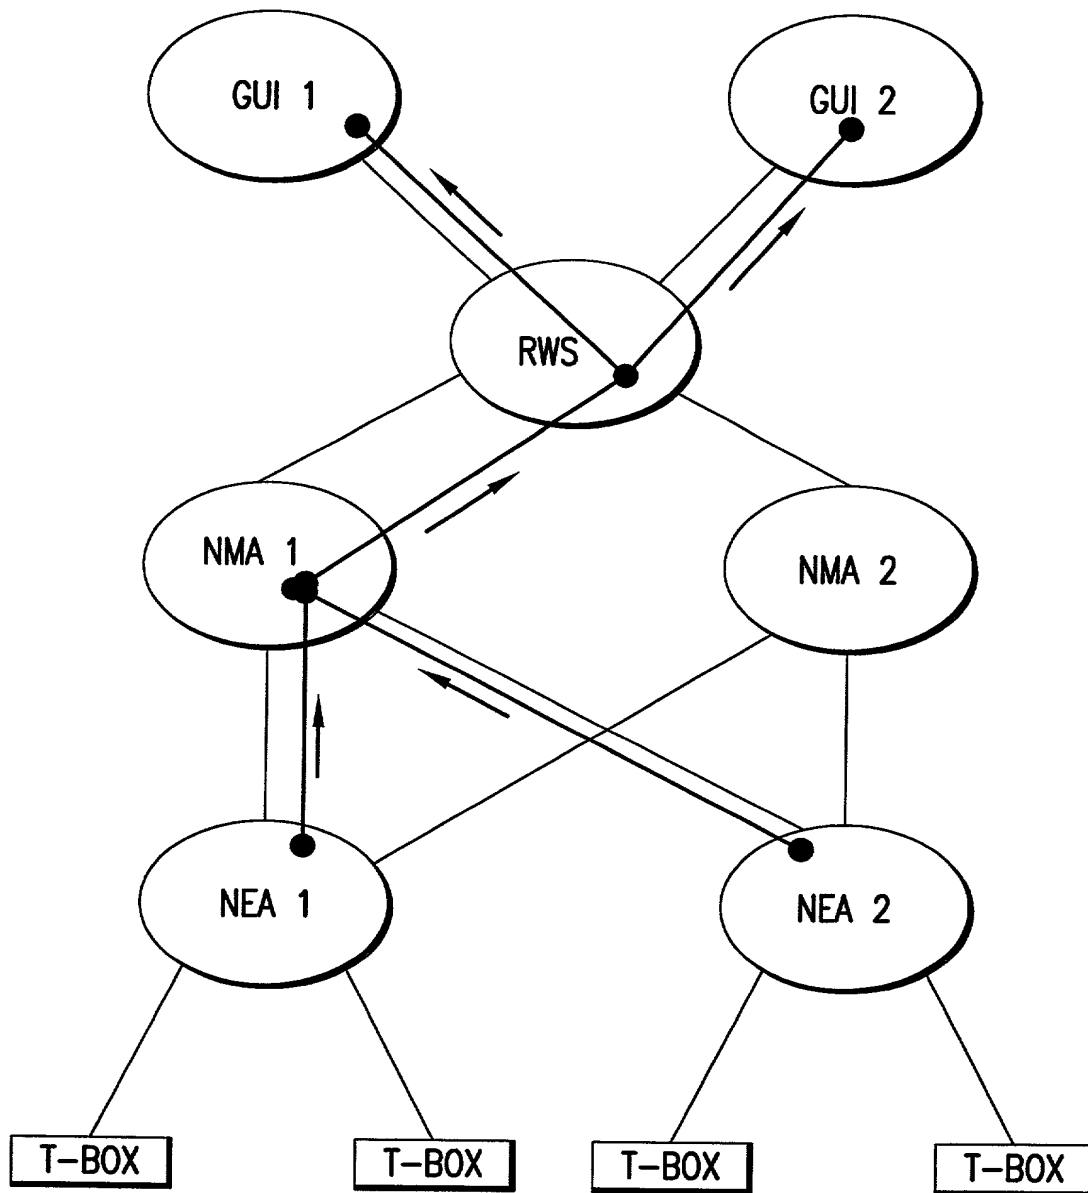 GUI 1
GUI 2
RWS
NMA 1
NMA 2
NEA 1
NEA 2
T-BOX
T-BOX
T-BOX
T-BOX